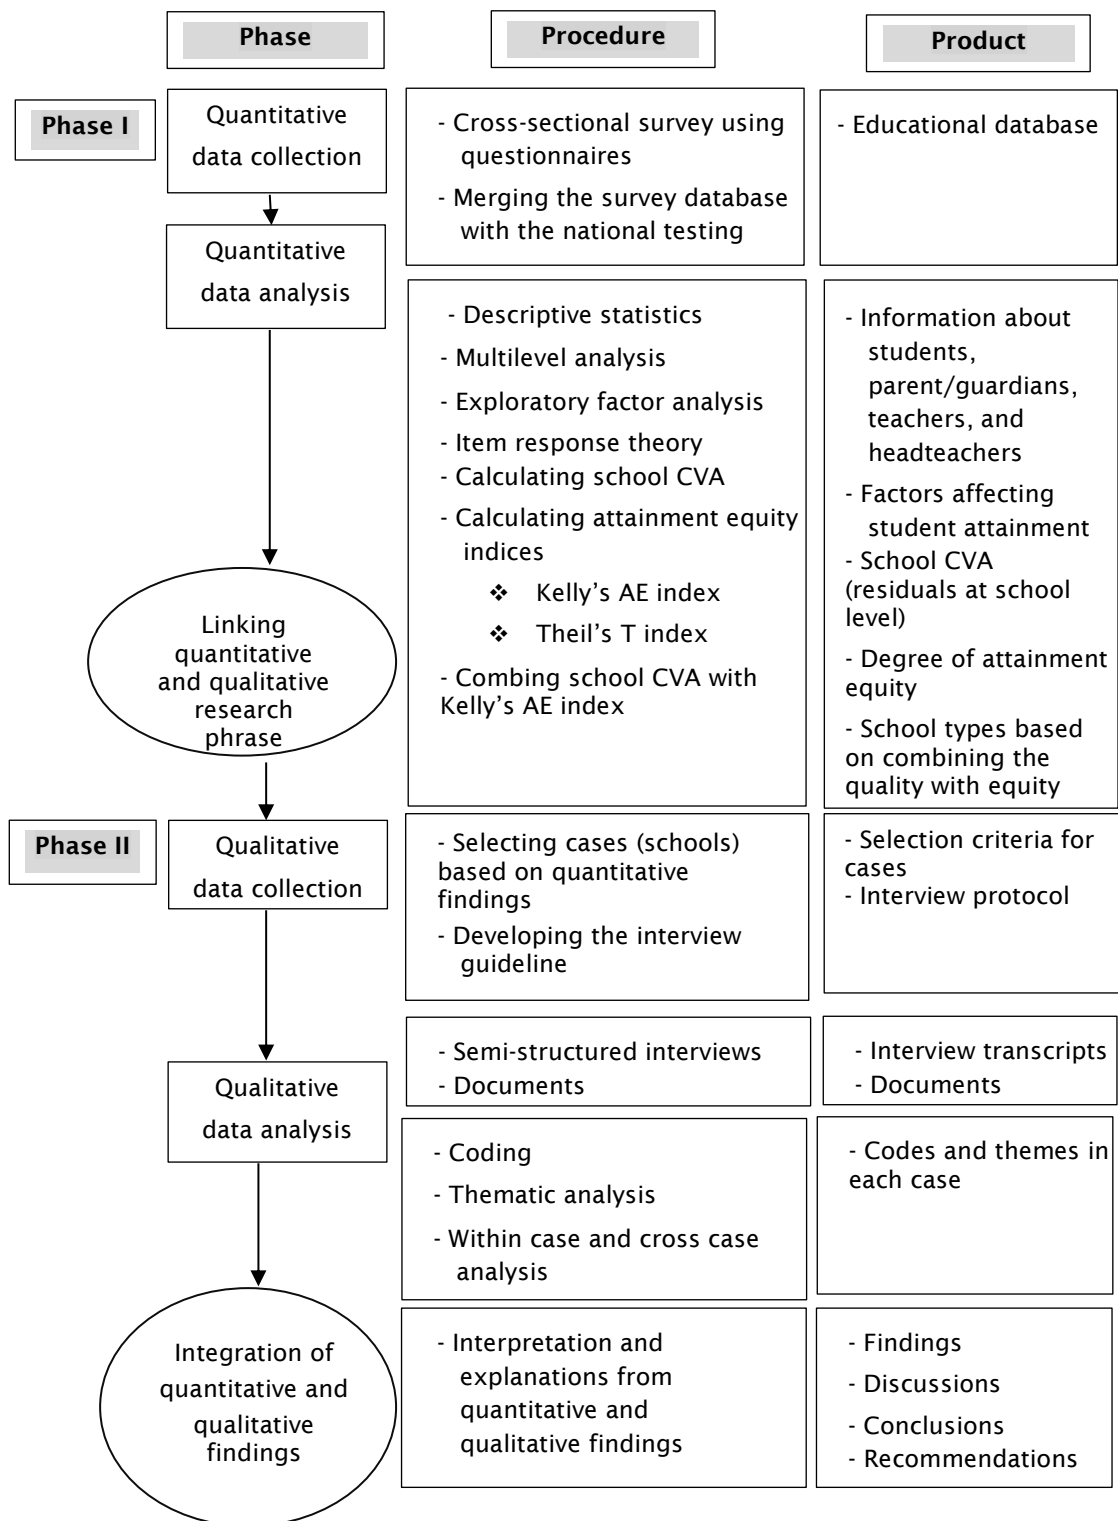 Phase
Procedure
Product
Phase I
Quantitative
data collection
- Cross-sectional survey using
questionnaires
- Merging the survey database
with the national testing
- Educational database
Quantitative
data analysis
- Descriptive statistics
- Multilevel analysis
- Exploratory factor analysis
- Item response theory
- Calculating school CVA
- Calculating attainment equity
indices
❖ Kelly's AE index
❖ Theil's T index
- Combing school CVA with
Kelly's AE index
- Information about
students,
parent/guardians,
teachers, and
headteachers
- Factors affecting
student attainment
- School CVA
(residuals at school
level)
- Degree of attainment
equity
- School types based
on combining the
quality with equity
Linking
quantitative
and qualitative
research
phrase
Phase II
Qualitative
data collection
- Selecting cases (schools)
based on quantitative
findings
- Developing the interview
guideline
- Selection criteria for
cases
- Interview protocol
- Semi-structured interviews
- Documents
- Interview transcripts
- Documents
Qualitative
data analysis
- Coding
- Thematic analysis
- Within case and cross case
analysis
- Codes and themes in
each case
Integration of
quantitative and
qualitative
findings
- Interpretation and
explanations from
quantitative and
qualitative findings
- Findings
- Discussions
- Conclusions
- Recommendations